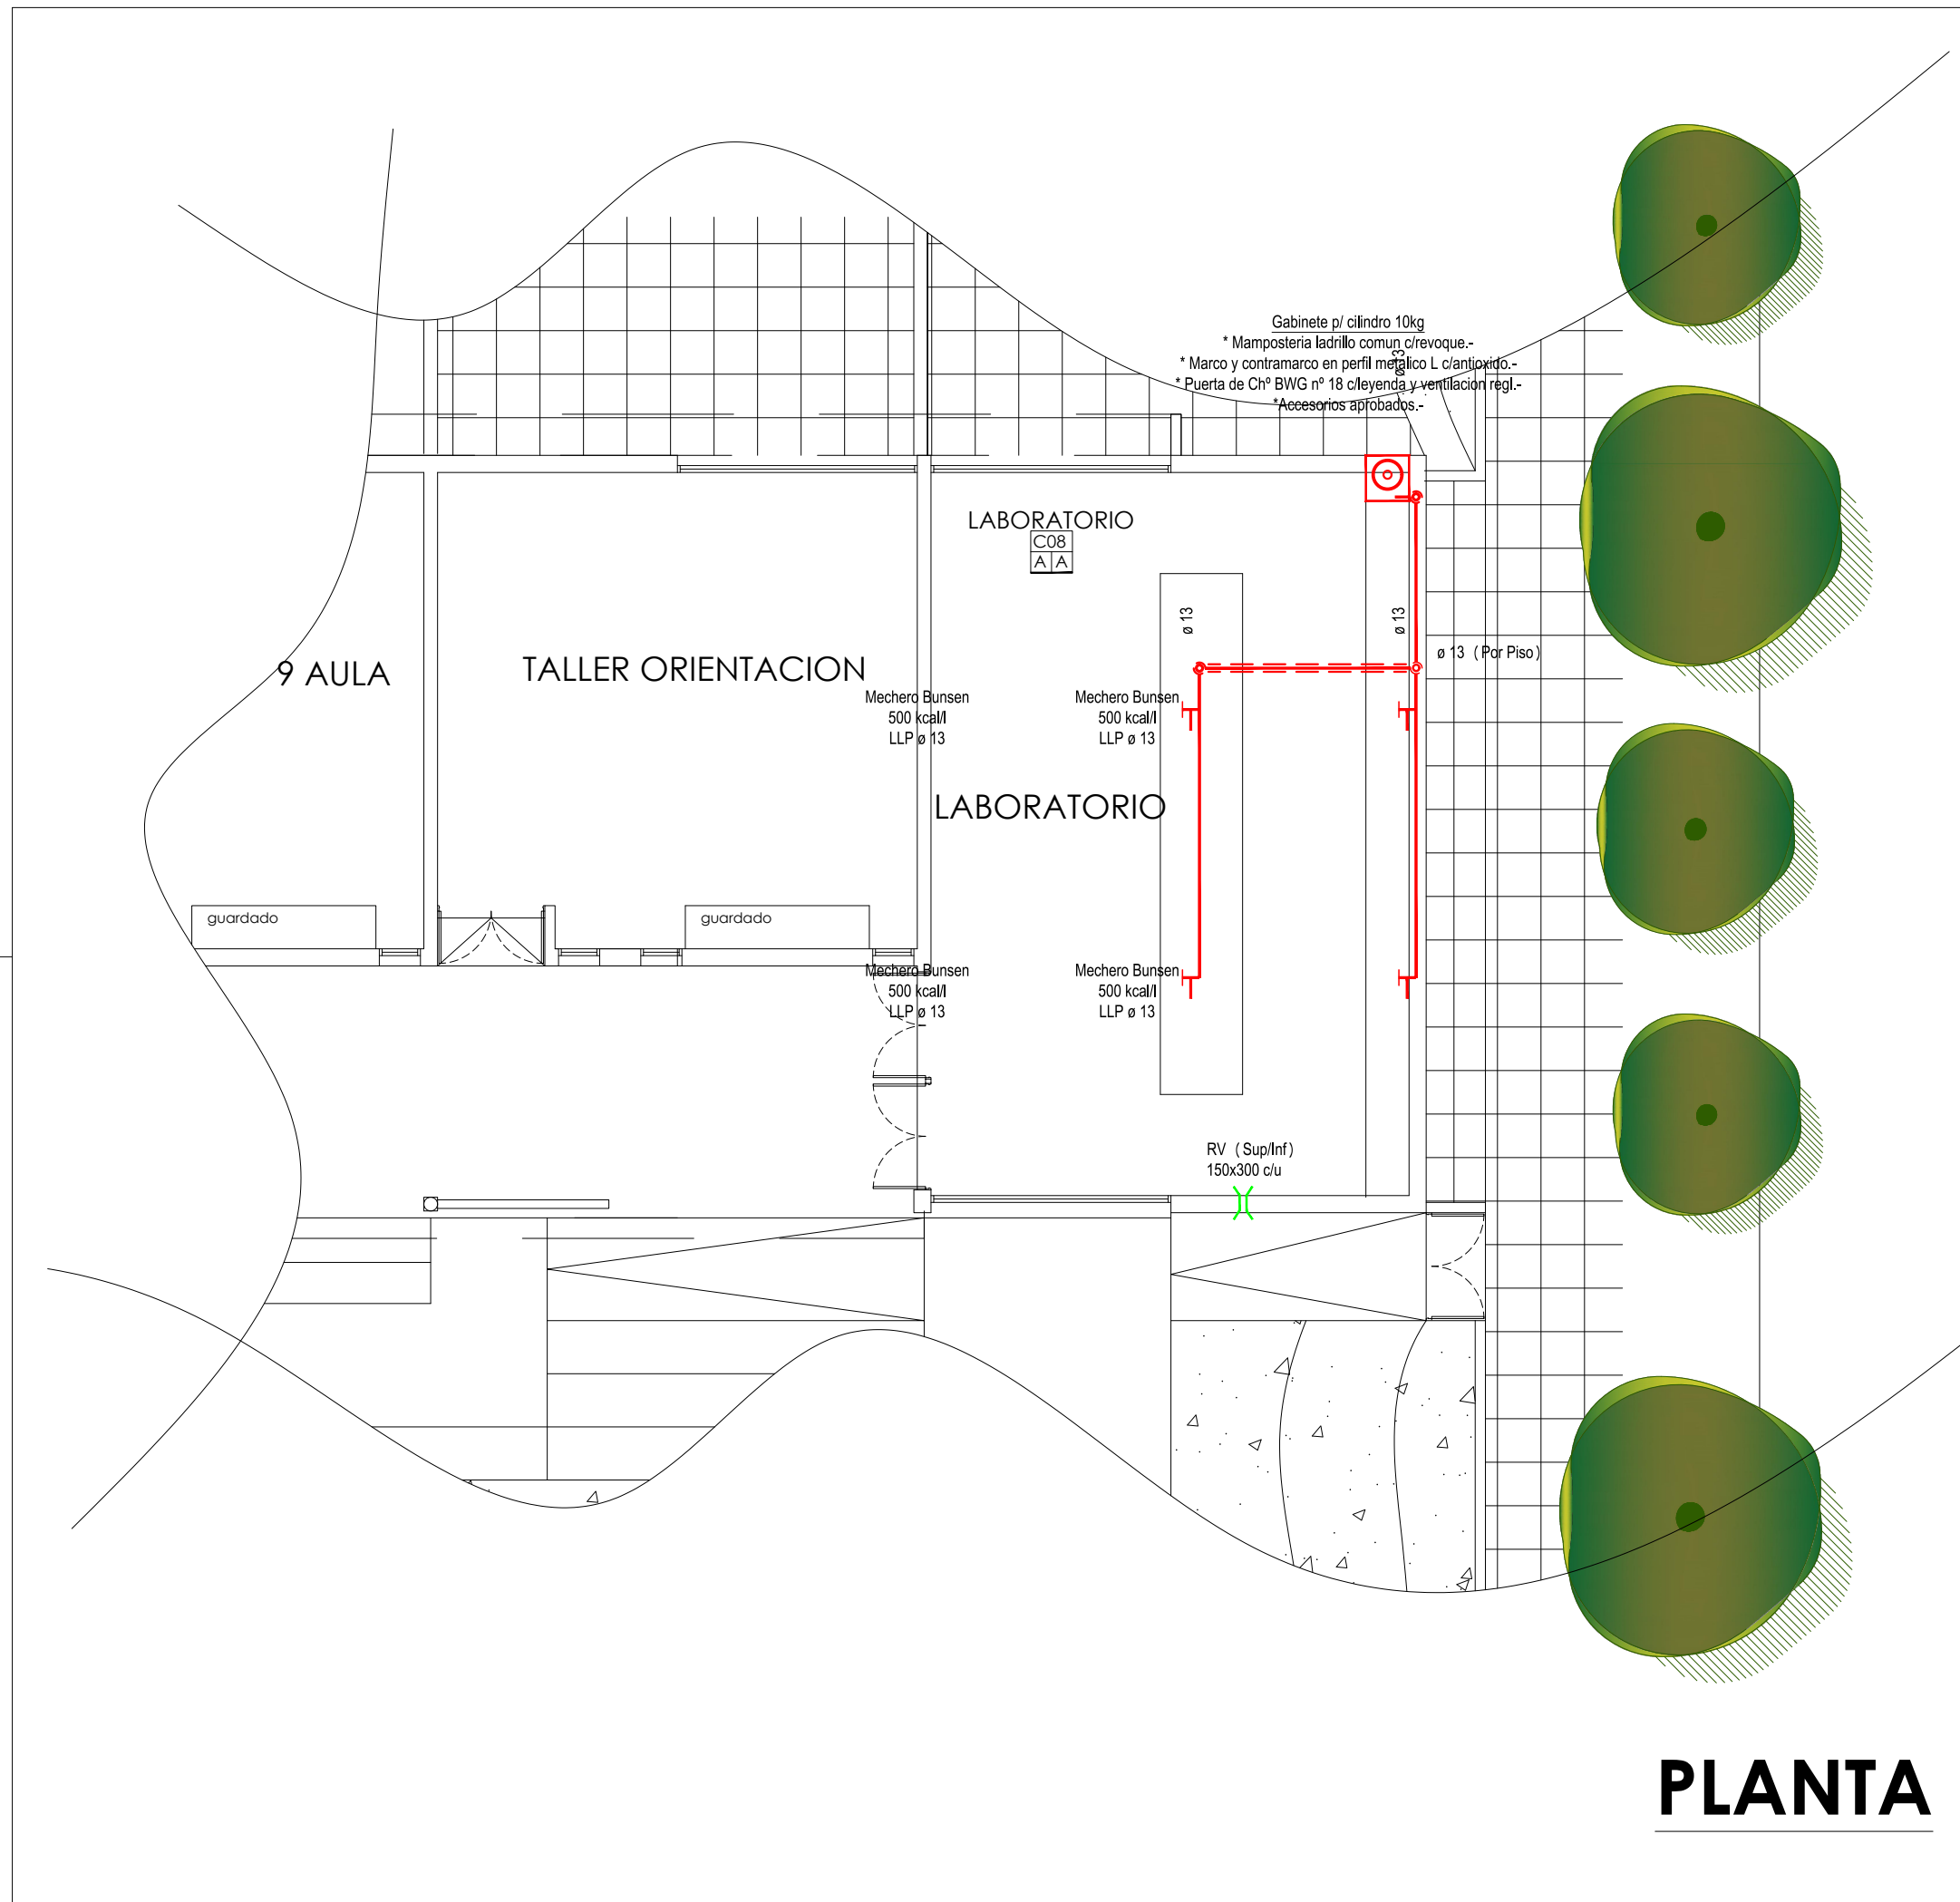 Gabinete p/ cilindro 10kg
* Mamposteria ladrillo comun c/revoque.-
* Marco y contramarco en perfil metalico L c/antioxido.-
* Puerta de Chº BWG nº 18 c/leyenda y ventilacion regl.-
*Accesorios aprobados.-
ø 13
LABORATORIO
C08
A A
ø 13
ø 13
ø 13 (Por Piso)
9 AULA
TALLER ORIENTACION
Mechero Bunsen
500 kcal/l
LLP ø 13
Mechero Bunsen
500 kcal/l
LLP ø 13
LABORATORIO
guardado
guardado
Mechero Bunsen
500 kcal/l
LLP ø 13
Mechero Bunsen
500 kcal/l
LLP ø 13
RV (Sup/Inf)
150x300 c/u
PLANTA